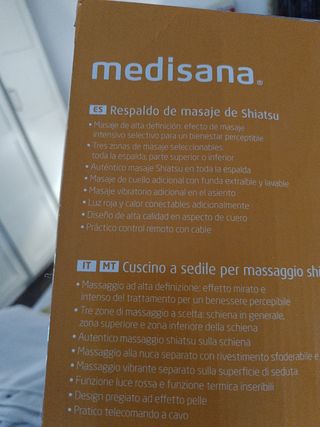 medisana®
ES Respaldo de masaje de Shiatsu
• Masaje de alta definición: efecto de masaje
intensivo selectivo para un bienestar perceptible
• Tres zonas de masaje seleccionables:
toda la espalda, parte superior o inferior
• Auténtico masaje Shiatsu en toda la espalda
• Masaje de cuello adicional con funda extraíble y lavable
• Masaje vibratorio adicional en el asiento
• Luz roja y calor conectables adicionalmente
• Diseño de alta calidad en aspecto de cuero
• Práctico control remoto con cable
IT MT Cuscino a sedile per massaggio shi
• Massaggio ad alta definizione: effetto mirato e
intenso del trattamento per un benessere perceptibile
• Tre zone di massaggio a scelta: schiena in generale,
zona superiore e zona inferiore della schiena
• Autentico massaggio shiatsu sulla schiena
• Massaggio alla nuca separato con rivestimento sfoderabile e
• Massaggio vibrante separato sulla superficie di seduta
• Funzione luce rossa e funzione termica inseribili
• Design pregiato ad effetto pelle
• Pratico telecomando a cavo